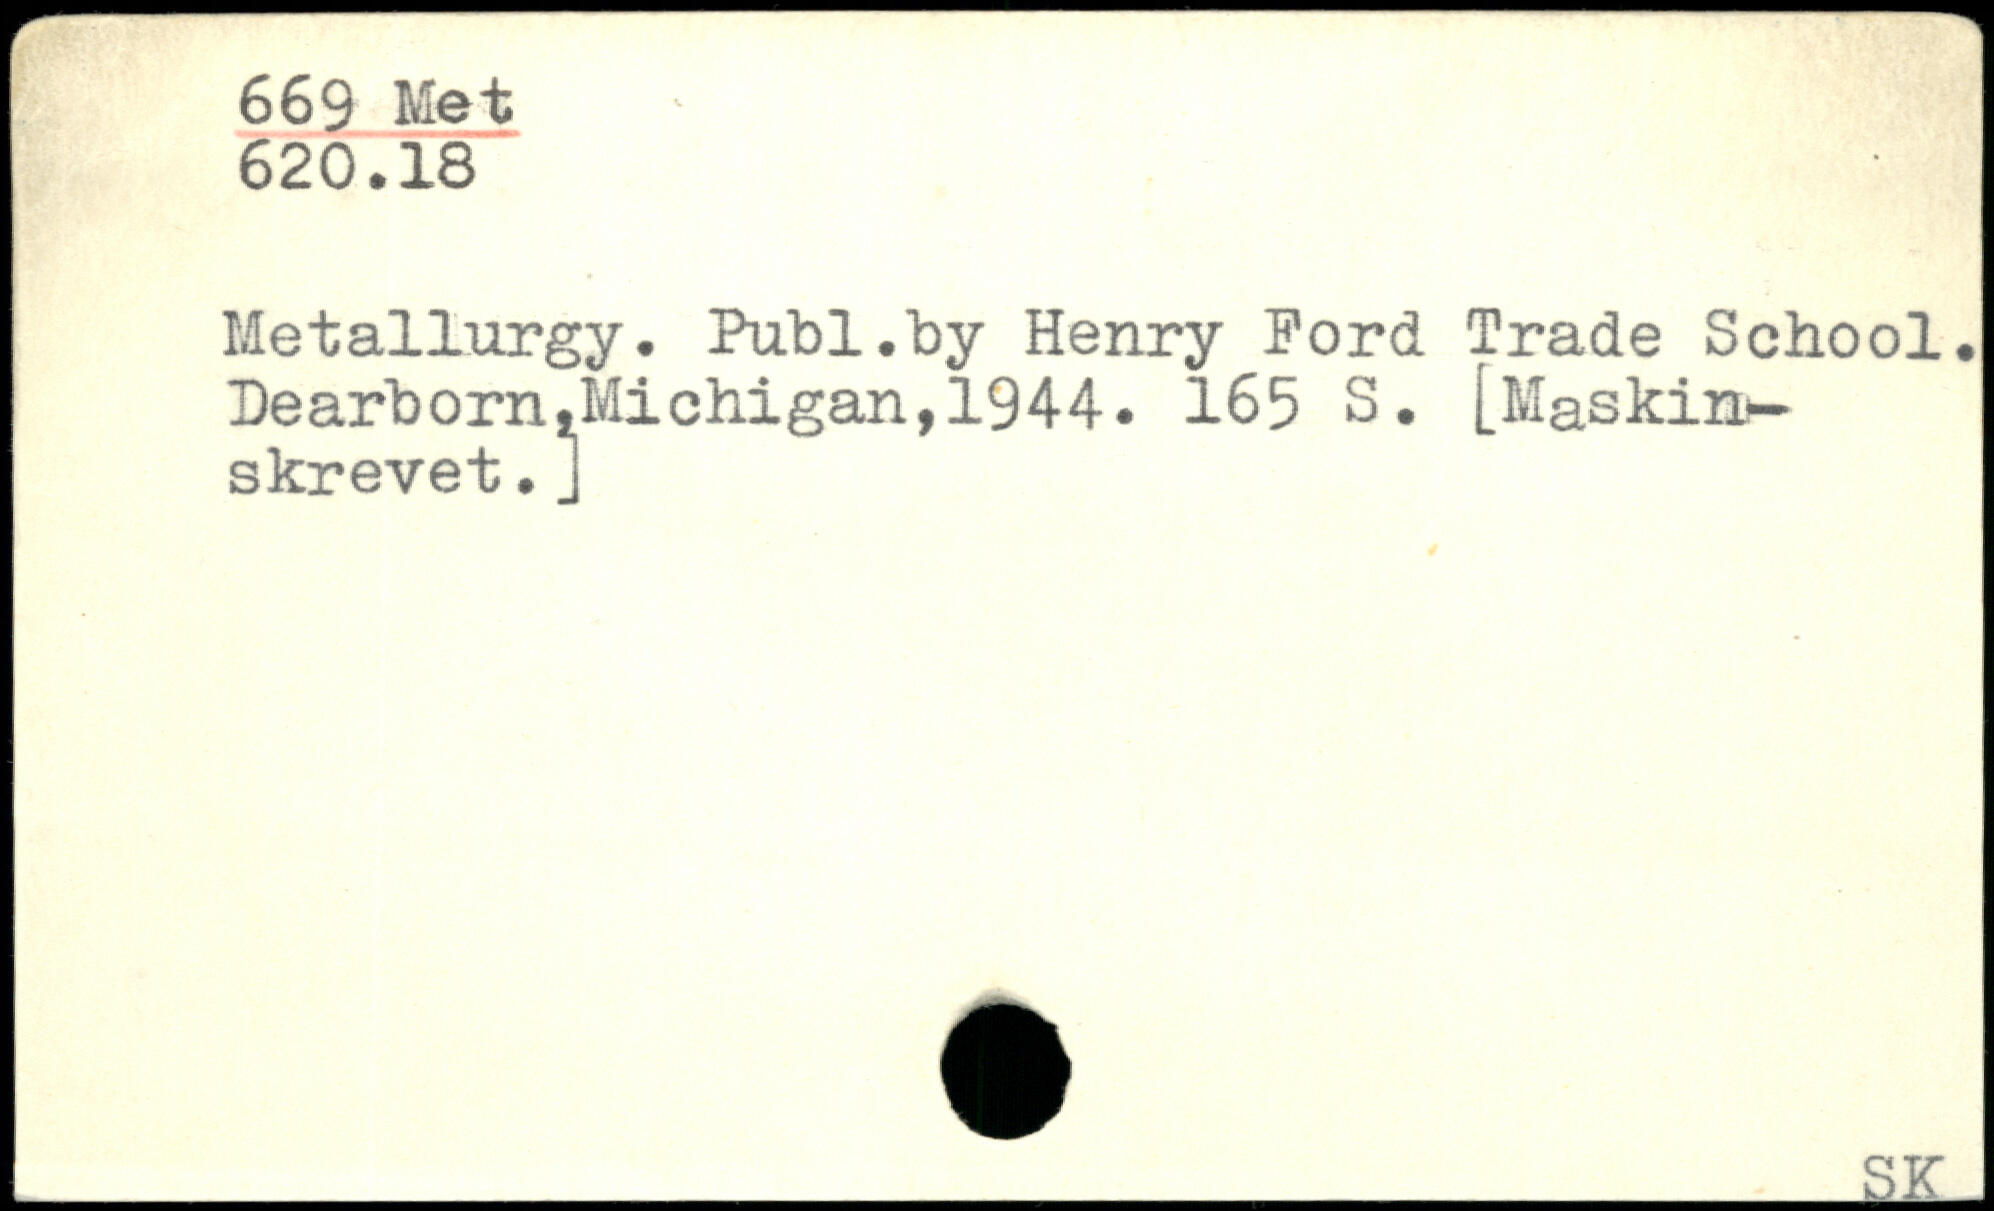 669 Met
620.18
Metallurgy. Publ.by Henry Ford Trade School.
Dearborn,Michigan,1944. 165 S. [Maskin-
skrevet.]
SK